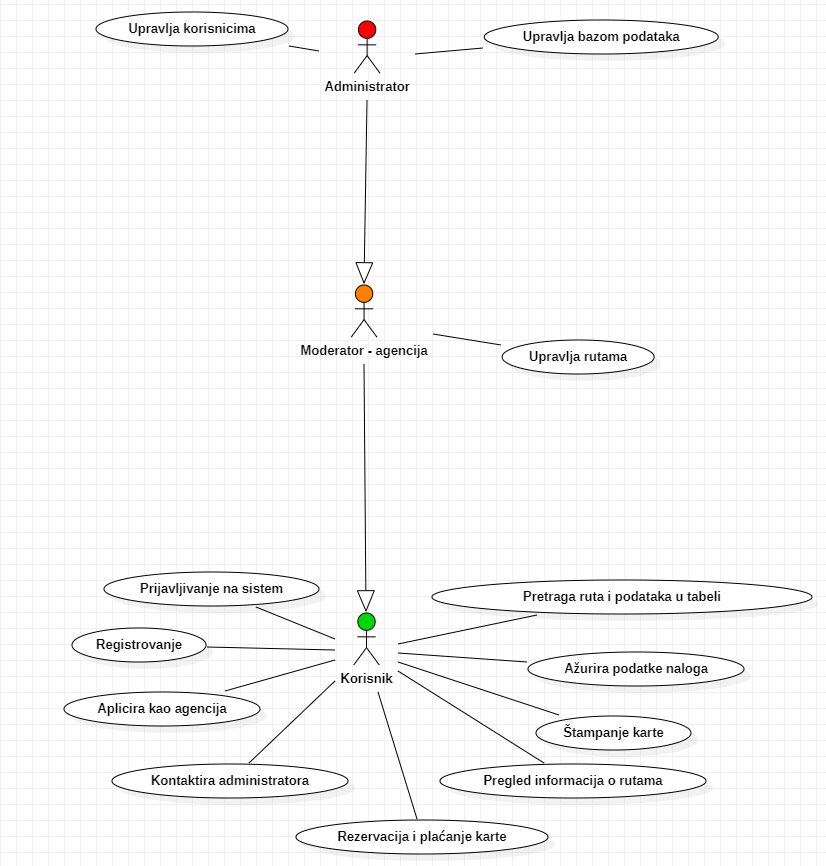 Upravlja korisnicima
Upravlja bazom podataka
Administrator
Moderator - agencija
Upravlja rutama
Prijavljivanje na sistem
Pretraga ruta i podataka u tabeli
Registrovanje
Ažurira podatke naloga
Korisnik
Aplicira kao agencija
Štampanje karte
Kontaktira administratora
Pregled informacija o rutama
Rezervacija i plaćanje karte